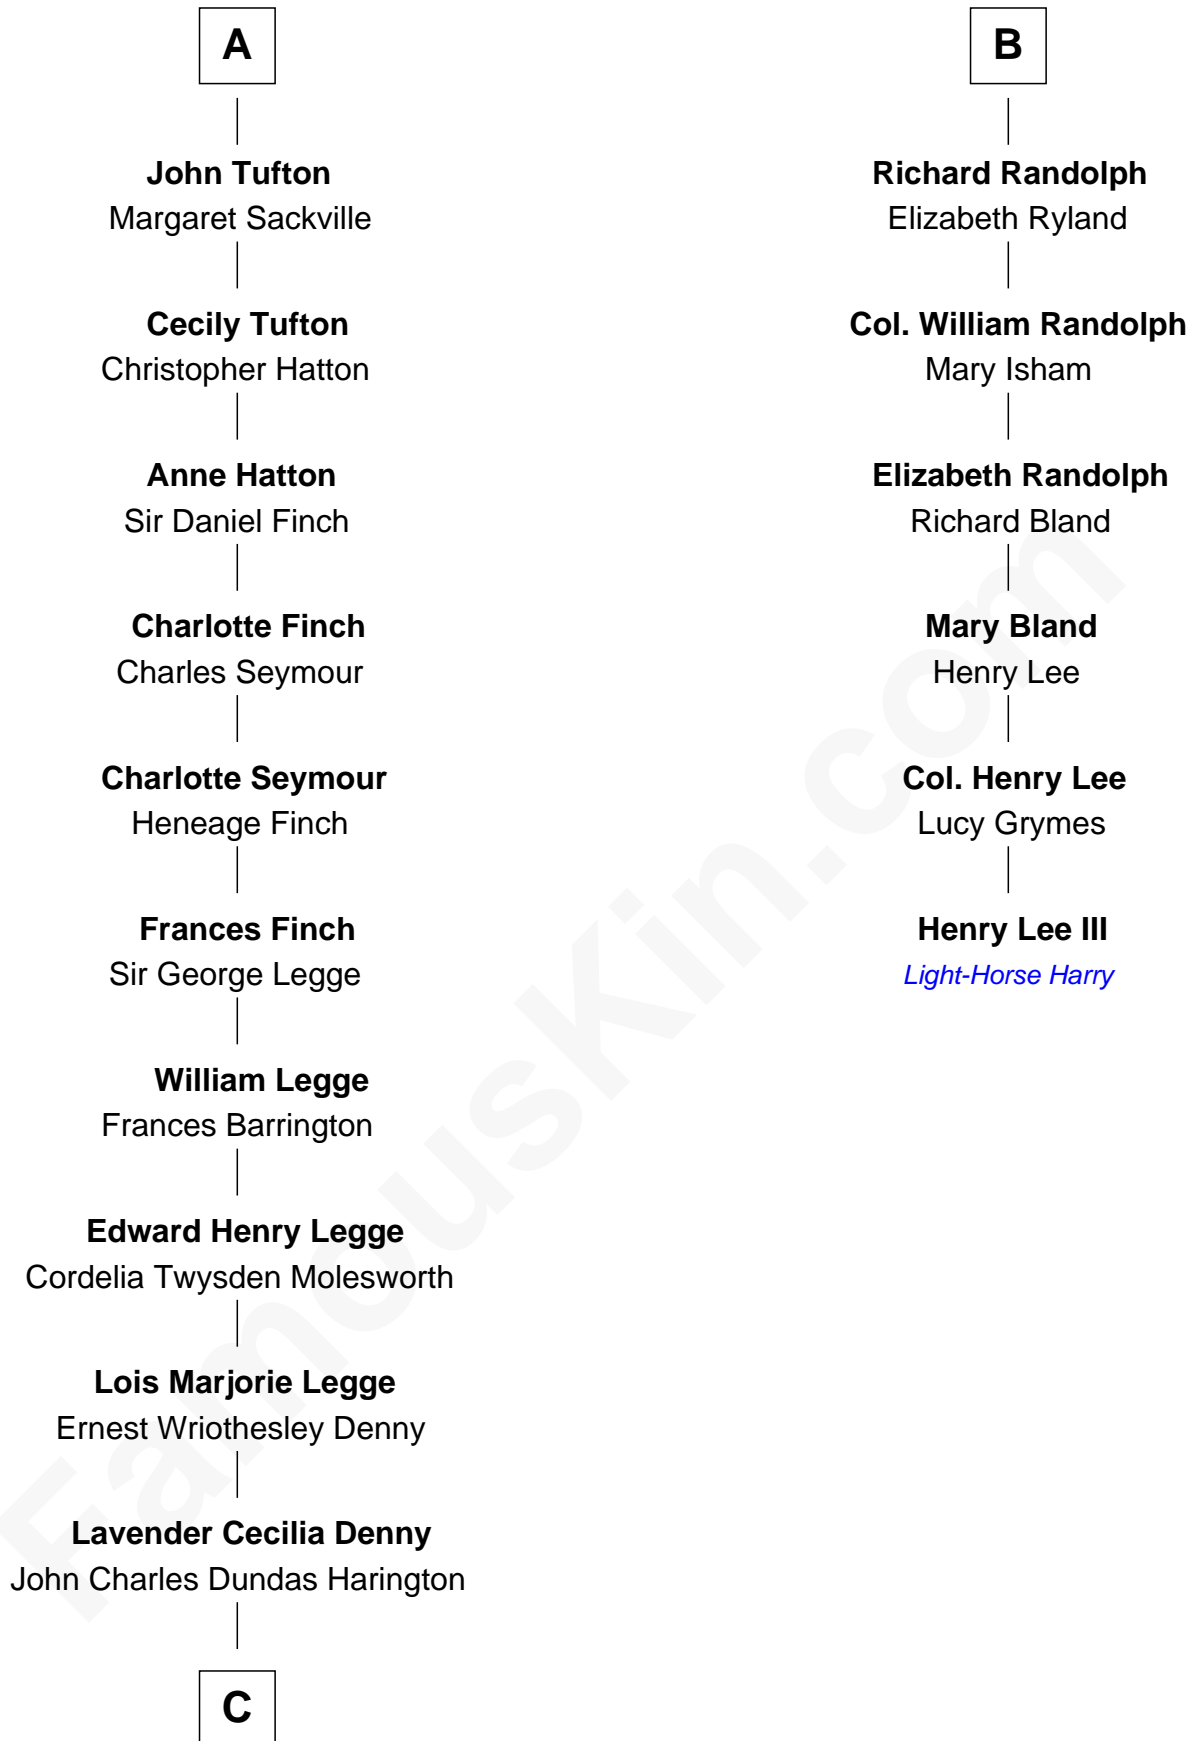 A
John Tufton
Margaret Sackville
Cecily Tufton
Christopher Hatton
Anne Hatton
Sir Daniel Finch
Charlotte Finch
Charles Seymour
Charlotte Seymour
Heneage Finch
Frances Finch
Sir George Legge
William Legge
Frances Barrington
Edward Henry Legge
Cordelia Twysden Molesworth
Lois Marjorie Legge
Ernest Wriothesley Denny
Lavender Cecilia Denny
John Charles Dundas Harington
C
B
Richard Randolph
Elizabeth Ryland
Col. William Randolph
Mary Isham
Elizabeth Randolph
Richard Bland
Mary Bland
Henry Lee
Col. Henry Lee
Lucy Grymes
Henry Lee III
Light-Horse Harry
FamousKin.com